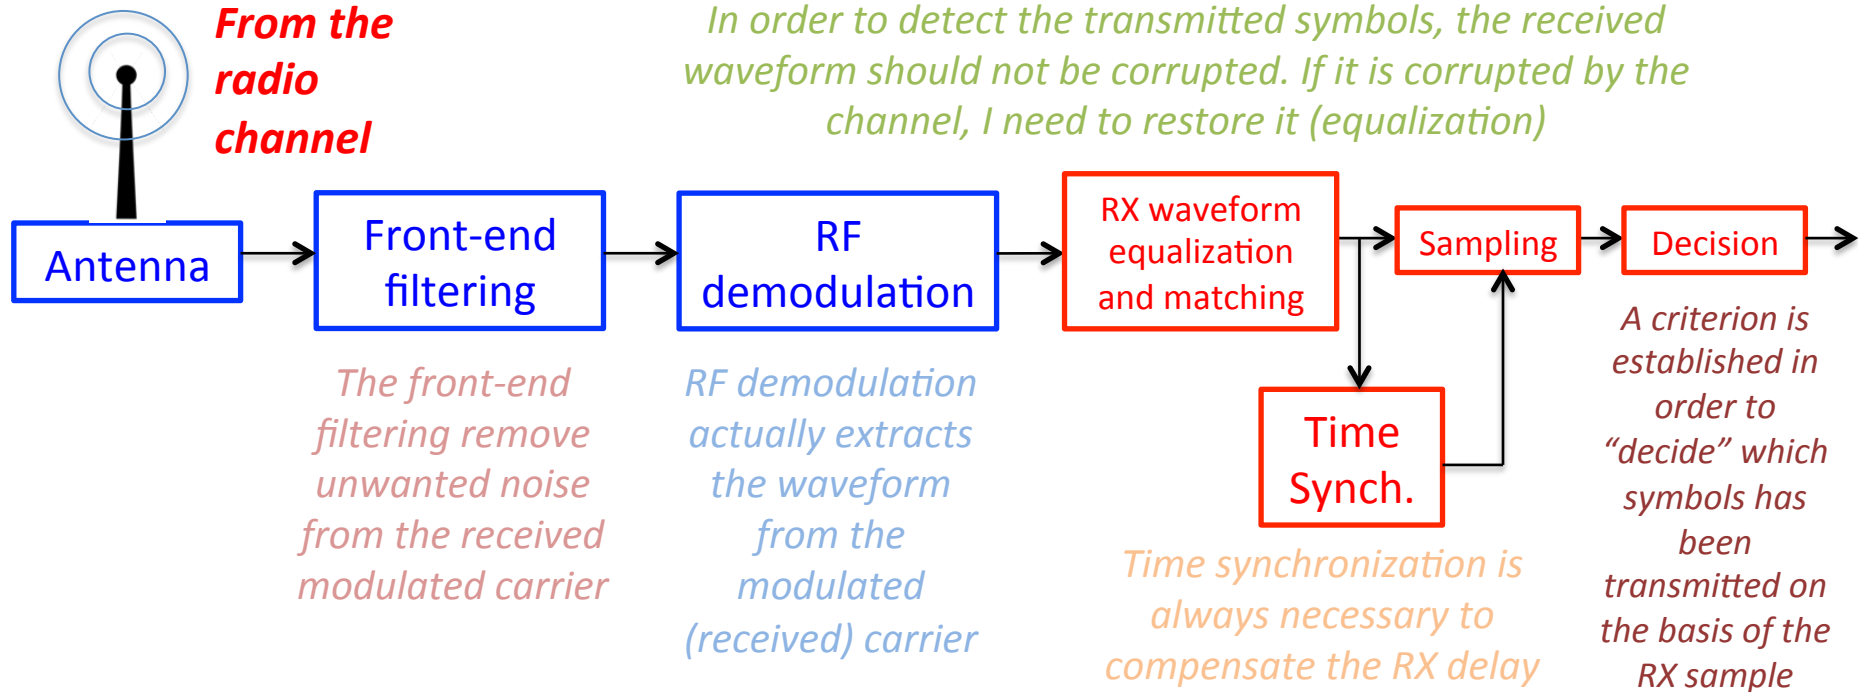 From the
radio
channel
In order to detect the transmitted symbols, the received
waveform should not be corrupted. If it is corrupted by the
channel, I need to restore it (equalization)
Antenna
Front-end
filtering
RF
demodulation
RX waveform
equalization
and matching
Sampling
Decision
Time
Synch.
The front-end
filtering remove
unwanted noise
from the received
modulated carrier
RF demodulation
actually extracts
the waveform
from the
modulated
(received) carrier
Time synchronization is
always necessary to
compensate the RX delay
A criterion is
established in
order to
“decide” which
symbols has
been
transmitted on
the basis of the
RX sample